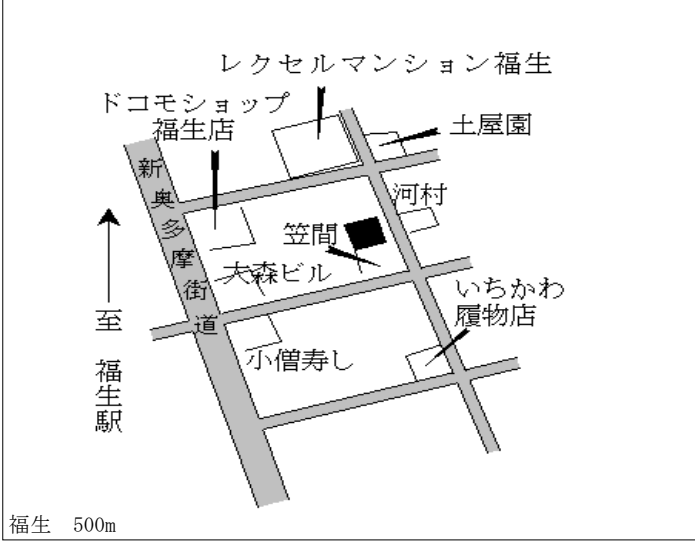 レクセルマンション福生
ドコモショップ
福生店
土屋園
新奥多摩街道
河村
笠間
大森ビル
いちかわ
履物店
至 福生駅
小僧寿し
福生 500m